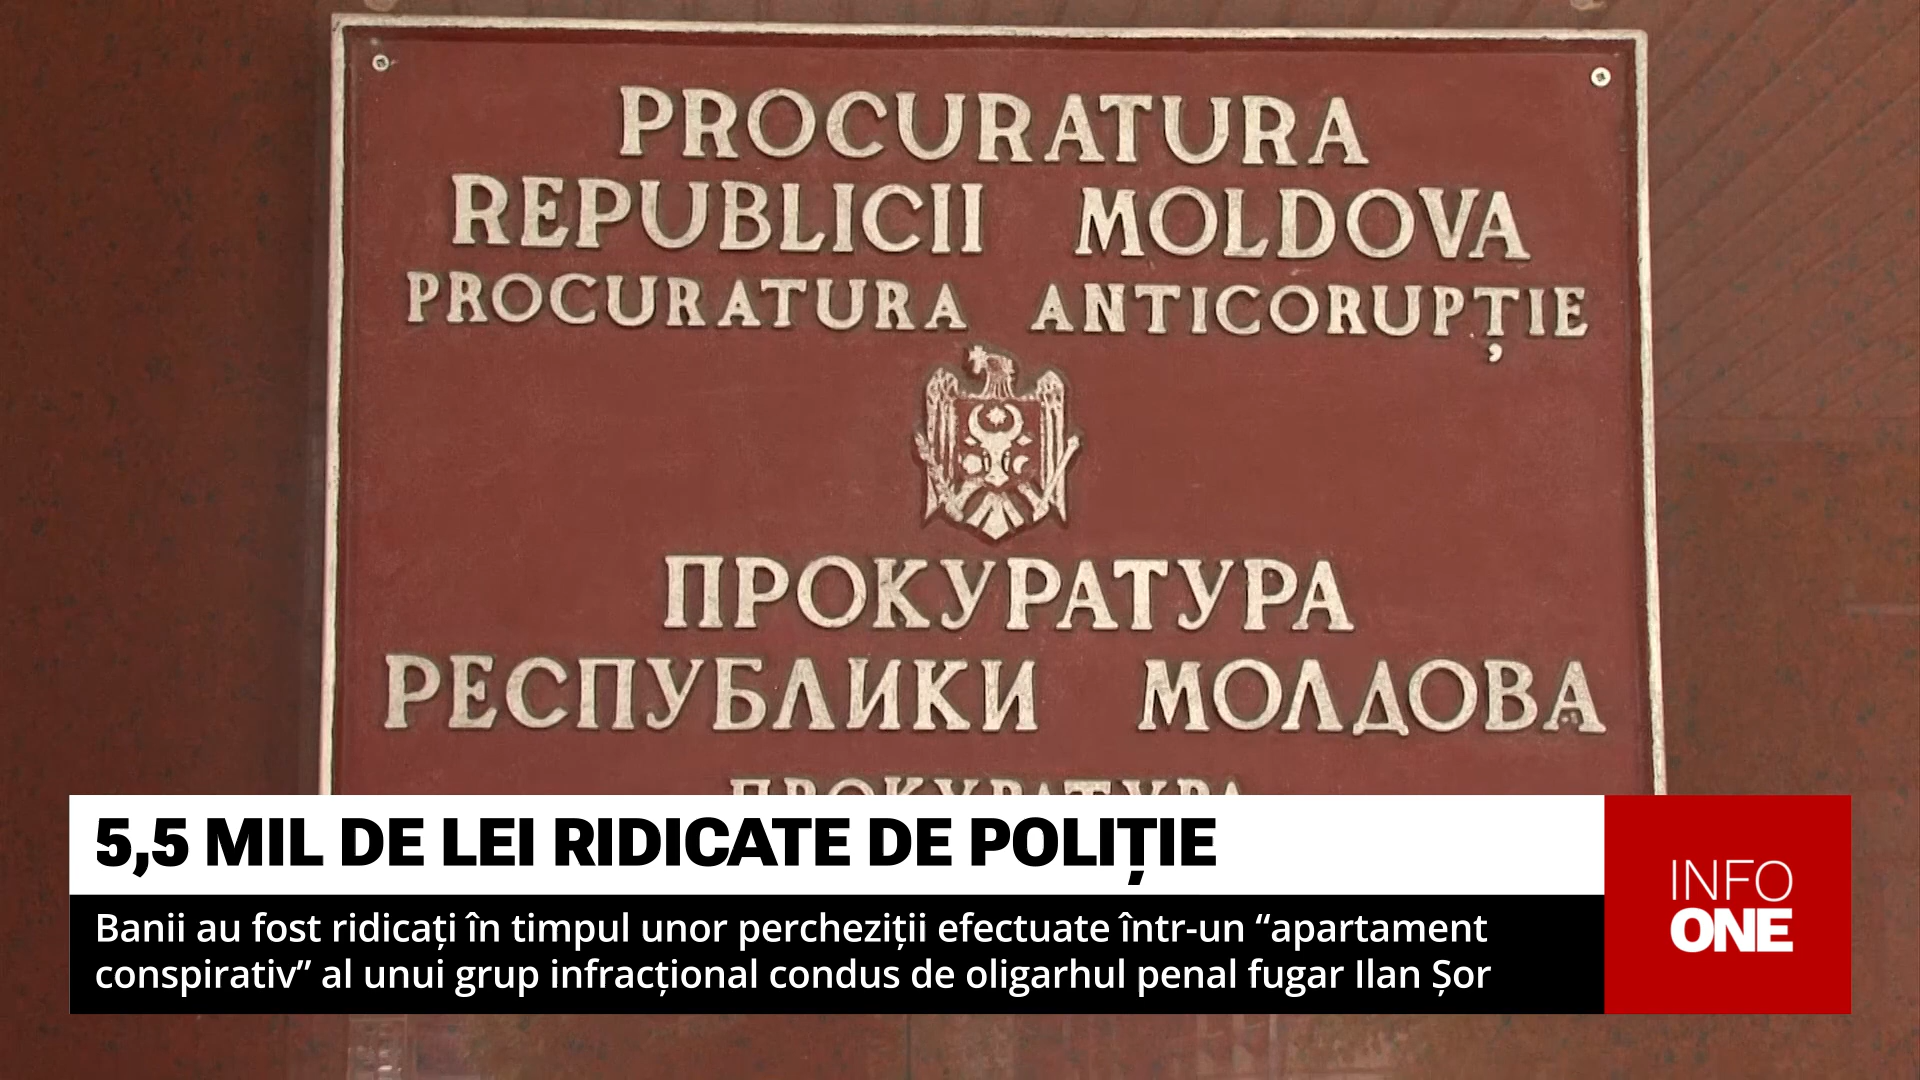 PROCURATURA
REPUBLICII MOLDOVA
PROCURATURA ANTICORUPȚIE
ПРОКУРАТУРА
РЕСПУБЛИКИ МОЛДОВА
ПРОКУРАТУРА
5,5 MIL DE LEI RIDICATE DE POLIȚIE
Banii au fost ridicați în timpul unor percheziții efectuate într-un “apartament
conspirativ” al unui grup infracțional condus de oligarhul penal fugar Ilan Șor
INFO
ONE